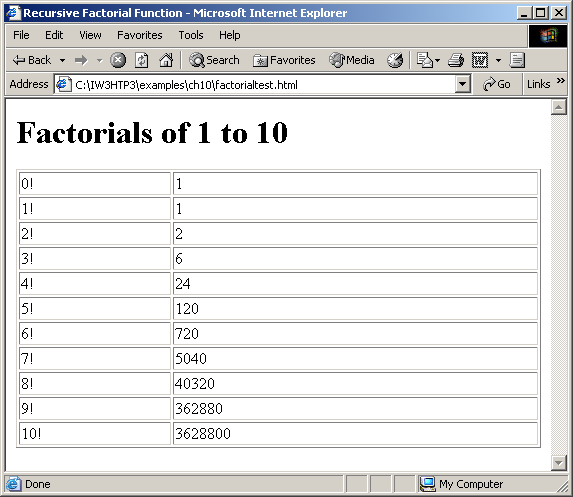 Recursive Factorial Function - Microsoft Internet Explorer
File Edit View Favorites Tools Help
Back Search Favorites Media
Address C:\IW3HTP3\examples\ch10\factorialtest.html Go Links »
Factorials of 1 to 10
0! 1
1! 1
2! 2
3! 6
4! 24
5! 120
6! 720
7! 5040
8! 40320
9! 362880
10! 3628800
Done My Computer